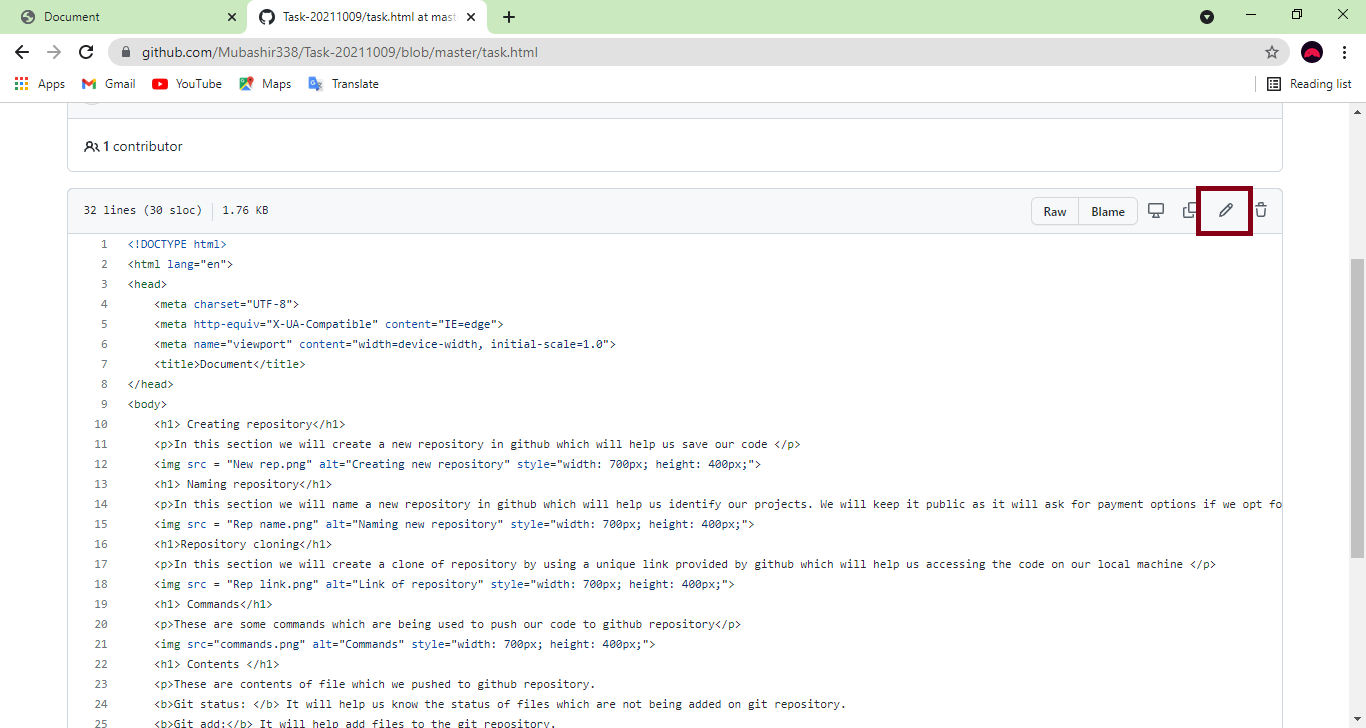 Document
Task-20211009/task.html at mast
github.com/Mubashir338/Task-20211009/blob/master/task.html
Apps Gmail YouTube Maps Translate Reading list
1 contributor
32 lines (30 sloc) 1.76 KB Raw Blame
1 <!DOCTYPE html>
2 <html lang="en">
3 <head>
4 <meta charset="UTF-8">
5 <meta http-equiv="X-UA-Compatible" content="IE=edge">
6 <meta name="viewport" content="width=device-width, initial-scale=1.0">
7 <title>Document</title>
8 </head>
9 <body>
10 <h1> Creating repository</h1>
11 <p>In this section we will create a new repository in github which will help us save our code </p>
12 <img src = "New rep.png" alt="Creating new repository" style="width: 700px; height: 400px;">
13 <h1> Naming repository</h1>
14 <p>In this section we will name a new repository in github which will help us identify our projects. We will keep it public as it will ask for payment options if we opt fo
15 <img src = "Rep name.png" alt="Naming new repository" style="width: 700px; height: 400px;">
16 <h1>Repository cloning</h1>
17 <p>In this section we will create a clone of repository by using a unique link provided by github which will help us accessing the code on our local machine </p>
18 <img src = "Rep link.png" alt="Link of repository" style="width: 700px; height: 400px;">
19 <h1> Commands</h1>
20 <p>These are some commands which are being used to push our code to github repository</p>
21 <img src="commands.png" alt="Commands" style="width: 700px; height: 400px;">
22 <h1> Contents </h1>
23 <p>These are contents of file which we pushed to github repository.
24 <b>Git status: </b> It will help us know the status of files which are not being added on git repository.
25 <b>Git add:</b> It will help add files to the git repository.